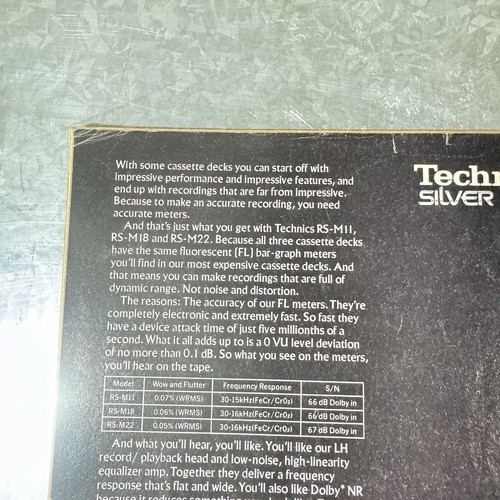 With some cassette decks you can start off with
impressive performance and impressive features, and
end up with recordings that are far from impressive.
Because to make an accurate recording, you need
accurate meters.
And that's just what you get with Technics RS-M11,
RS-M18 and RS-M22. Because all three cassette decks
have the same fluorescent (FL) bar-graph meters
you'll find in our most expensive cassette decks. And
that means you can make recordings that are full of
dynamic range. Not noise and distortion.
The reasons: The accuracy of our FL meters. They're
completely electronic and extremely fast. So fast they
have a device attack time of just five millionths of a
second. What it all adds up to is a 0 VU level deviation
of no more than 0.1 dB. So what you see on the meters,
you'll hear on the tape.
Model Wow and Flutter Frequency Response S/N
RS-M11 0.07% (WRMS) 30-15kHz(FeCr/CrO₂) 66 dB Dolby in
RS-M18 0.06% (WRMS) 30-16kHz(FeCr/CrO₂) 66 dB Dolby in
RS-M22 0.05% (WRMS) 30-16kHz(FeCr/CrO₂) 67 dB Dolby in
And what you'll hear, you'll like. You'll like our LH
record/ playback head and low-noise, high-linearity
equalizer amp. Together they deliver a frequency
response that's flat and wide. You'll also like Dolby* NR
because it reduces something
Techn
SILVER